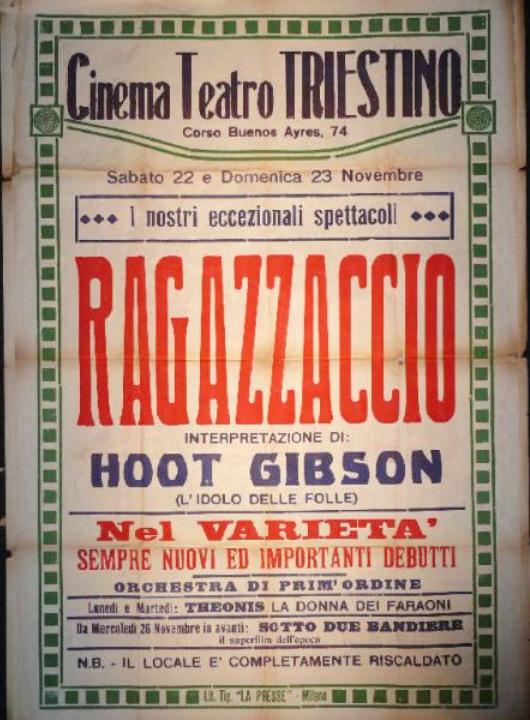 Cinema Teatro TRIESTINO
Corso Buenos Ayres, 74
Sabato 22 e Domenica 23 Novembre
I nostri eccezionali spettacoli
RAGAZZACCIO
INTERPRETAZIONE DI:
HOOT GIBSON
(L'IDOLO DELLE FOLLE)
Nel VARIETA'
SEMPRE NUOVI ED IMPORTANTI DEBUTTI
ORCHESTRA DI PRIM'ORDINE
Lunedì e Martedì: THEONIS LA DONNA DEI FARAONI
Da Mercoledì 26 Novembre in avanti: SOTTO DUE BANDIERE
il superfilm dell'epoca
N.B. - IL LOCALE E' COMPLETAMENTE RISCALDATO
Lit. Tip. "LA PRESSE" - Milano